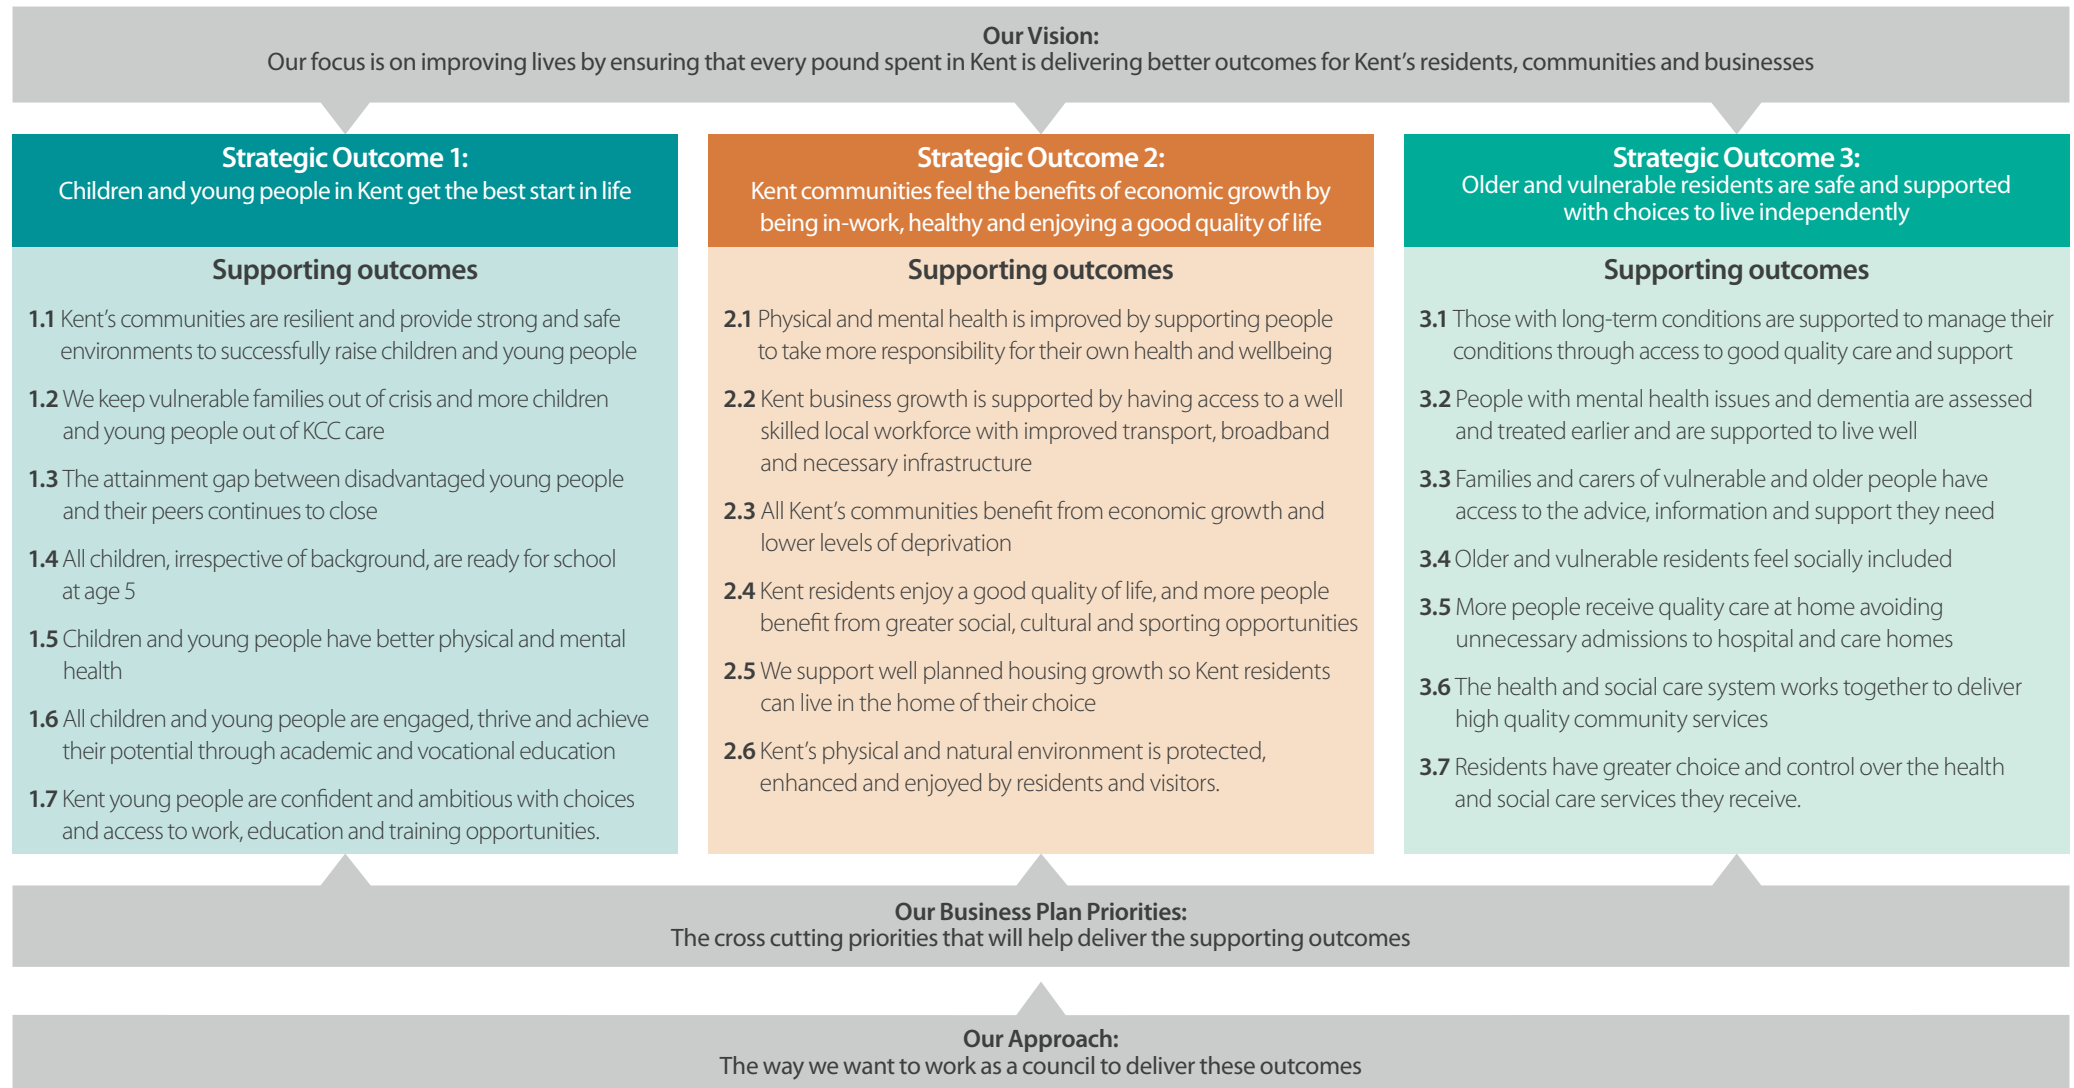 Our Vision:
Our focus is on improving lives by ensuring that every pound spent in Kent is delivering better outcomes for Kent’s residents, communities and businesses
Strategic Outcome 1:
Children and young people in Kent get the best start in life
Supporting outcomes
1.1 Kent’s communities are resilient and provide strong and safe
environments to successfully raise children and young people
1.2 We keep vulnerable families out of crisis and more children
and young people out of KCC care
1.3 The attainment gap between disadvantaged young people
and their peers continues to close
1.4 All children, irrespective of background, are ready for school
at age 5
1.5 Children and young people have better physical and mental
health
1.6 All children and young people are engaged, thrive and achieve
their potential through academic and vocational education
1.7 Kent young people are confident and ambitious with choices
and access to work, education and training opportunities.
Strategic Outcome 2:
Kent communities feel the benefits of economic growth by
being in-work, healthy and enjoying a good quality of life
Supporting outcomes
2.1 Physical and mental health is improved by supporting people
to take more responsibility for their own health and wellbeing
2.2 Kent business growth is supported by having access to a well
skilled local workforce with improved transport, broadband
and necessary infrastructure
2.3 All Kent’s communities benefit from economic growth and
lower levels of deprivation
2.4 Kent residents enjoy a good quality of life, and more people
benefit from greater social, cultural and sporting opportunities
2.5 We support well planned housing growth so Kent residents
can live in the home of their choice
2.6 Kent’s physical and natural environment is protected,
enhanced and enjoyed by residents and visitors.
Strategic Outcome 3:
Older and vulnerable residents are safe and supported
with choices to live independently
Supporting outcomes
3.1 Those with long-term conditions are supported to manage their
conditions through access to good quality care and support
3.2 People with mental health issues and dementia are assessed
and treated earlier and are supported to live well
3.3 Families and carers of vulnerable and older people have
access to the advice, information and support they need
3.4 Older and vulnerable residents feel socially included
3.5 More people receive quality care at home avoiding
unnecessary admissions to hospital and care homes
3.6 The health and social care system works together to deliver
high quality community services
3.7 Residents have greater choice and control over the health
and social care services they receive.
Our Business Plan Priorities:
The cross cutting priorities that will help deliver the supporting outcomes
Our Approach:
The way we want to work as a council to deliver these outcomes